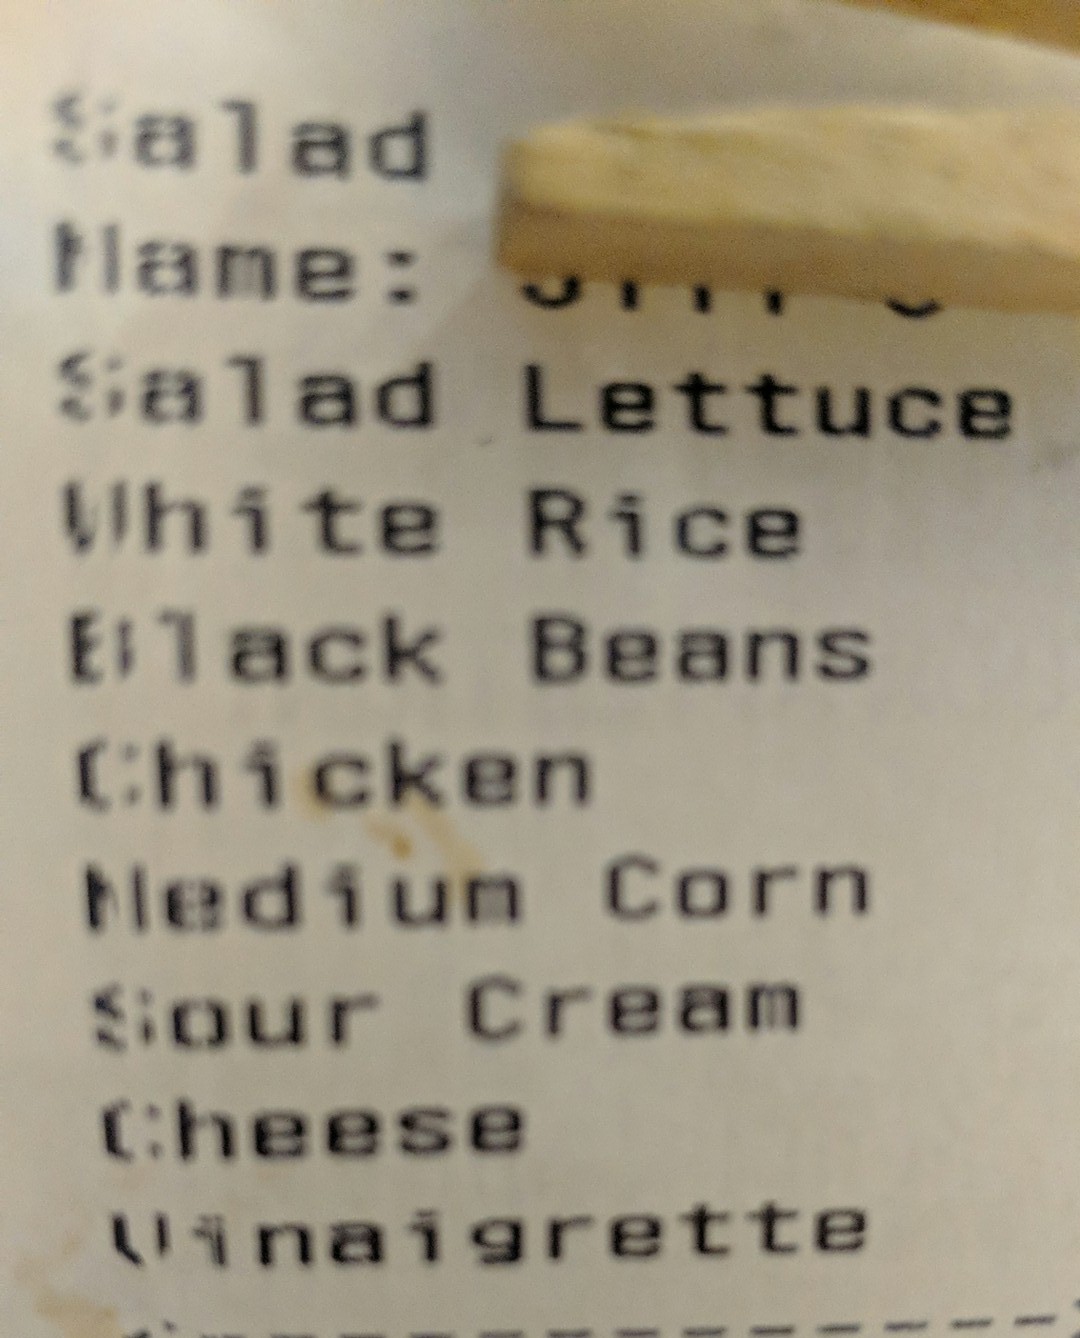 Salad
Name:
Salad Lettuce
White Rice
Black Beans
Chicken
Medium Corn
Sour Cream
Cheese
Vinaigrette